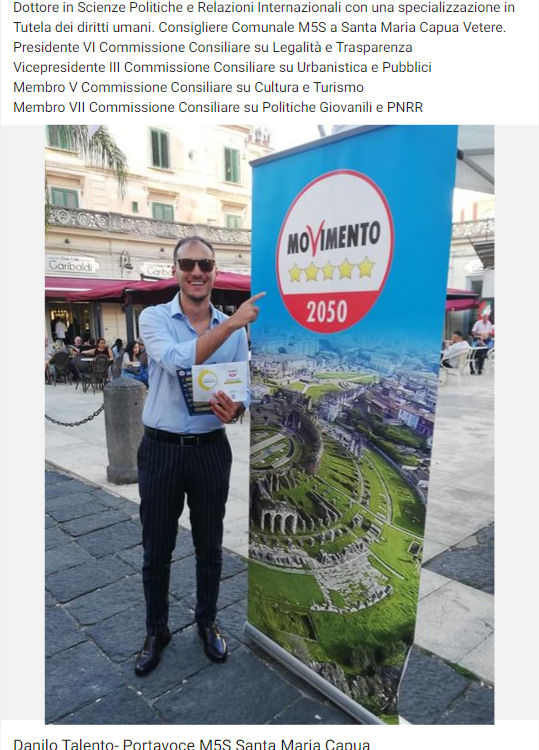 Dottore in Scienze Politiche e Relazioni Internazionali con una specializzazione in
Tutela dei diritti umani. Consigliere Comunale M5S a Santa Maria Capua Vetere.
Presidente VI Commissione Consiliare su Legalità e Trasparenza
Vicepresidente III Commissione Consiliare su Urbanistica e Pubblici
Membro V Commissione Consiliare su Cultura e Turismo
Membro VII Commissione Consiliare su Politiche Giovanili e PNRR
Gran Caffè
Garibaldi
MOVIMENTO
2050
Danilo Talento- Portavoce M5S Santa Maria Capua